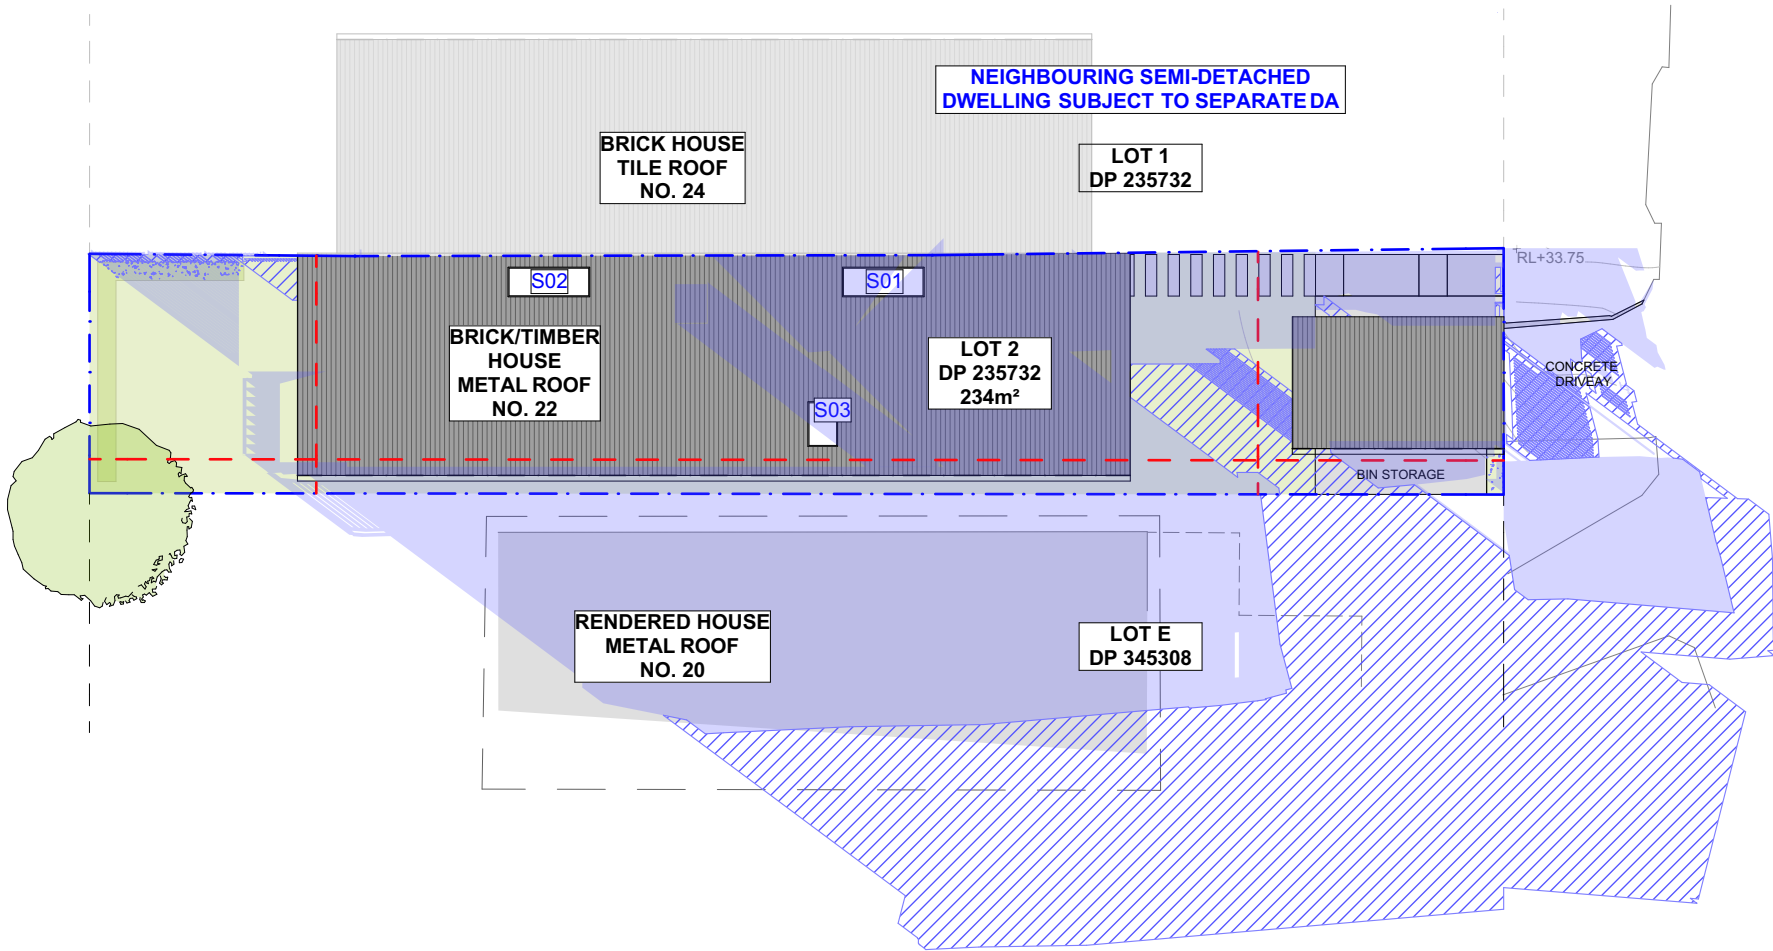 NEIGHBOURING SEMI-DETACHED
DWELLING SUBJECT TO SEPARATE DA
BRICK HOUSE
TILE ROOF
NO. 24
LOT 1
DP 235732
RL+33.75
S02
S01
BRICK/TIMBER
HOUSE
METAL ROOF
NO. 22
LOT 2
DP 235732
234m²
S03
CONCRETE
DRIVEAY
BIN STORAGE
RENDERED HOUSE
METAL ROOF
NO. 20
LOT E
DP 345308